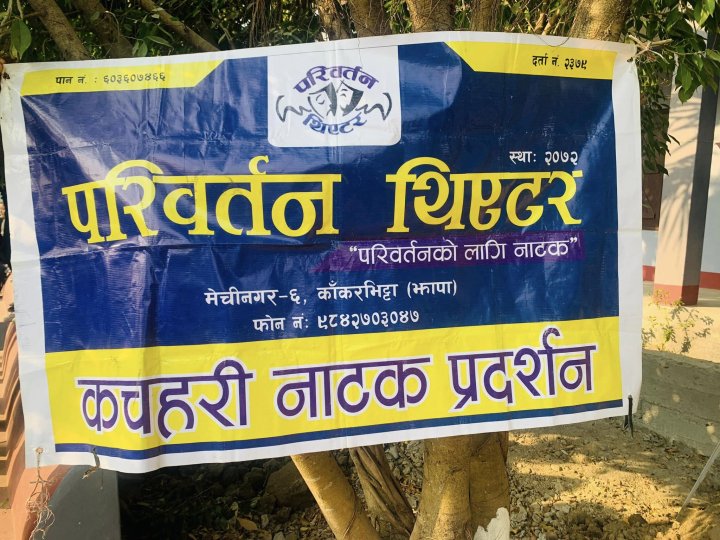 पान नं. : ६०३६०७४६६
दर्ता नं. २३७९
परिवर्तन
थिएटर
स्था: २०७२
परिवर्तन थिएटर
"परिवर्तनको लागि नाटक"
मेचीनगर-६, काँकरभिट्टा (झापा)
फोन नं: ९८४२७०३०४७
कचहरी नाटक प्रदर्शन